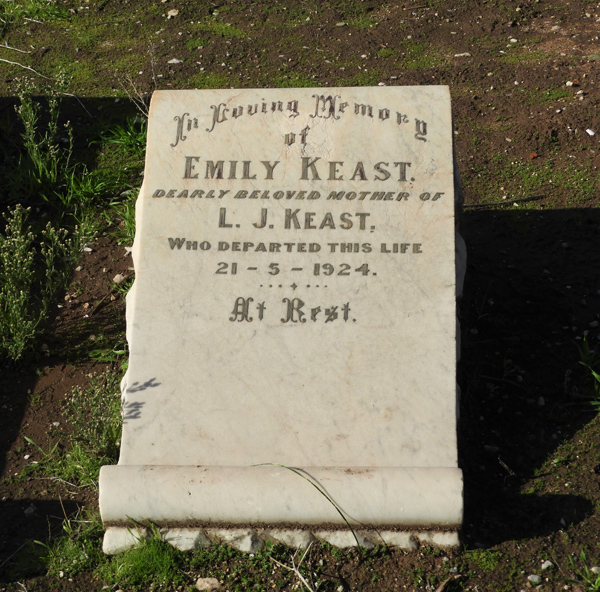 In Loving Memory
of
EMILY KEAST.
DEARLY BELOVED MOTHER OF
L. J. KEAST,
WHO DEPARTED THIS LIFE
21-5-1924.
At Rest.